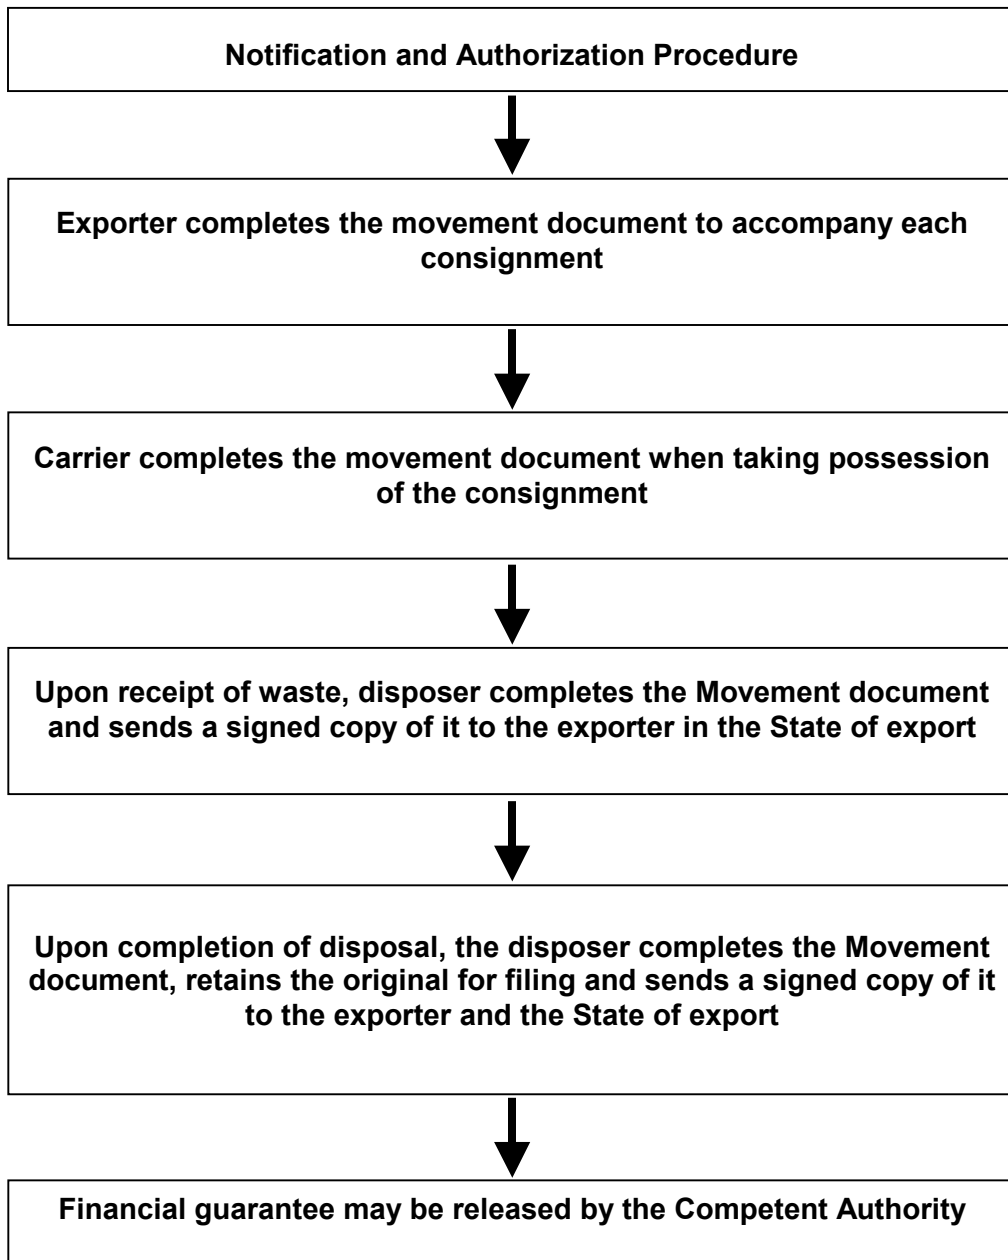 Notification and Authorization Procedure
Exporter completes the movement document to accompany each
consignment
Carrier completes the movement document when taking possession
of the consignment
Upon receipt of waste, disposer completes the Movement document
and sends a signed copy of it to the exporter in the State of export
Upon completion of disposal, the disposer completes the Movement
document, retains the original for filing and sends a signed copy of it
to the exporter and the State of export
Financial guarantee may be released by the Competent Authority